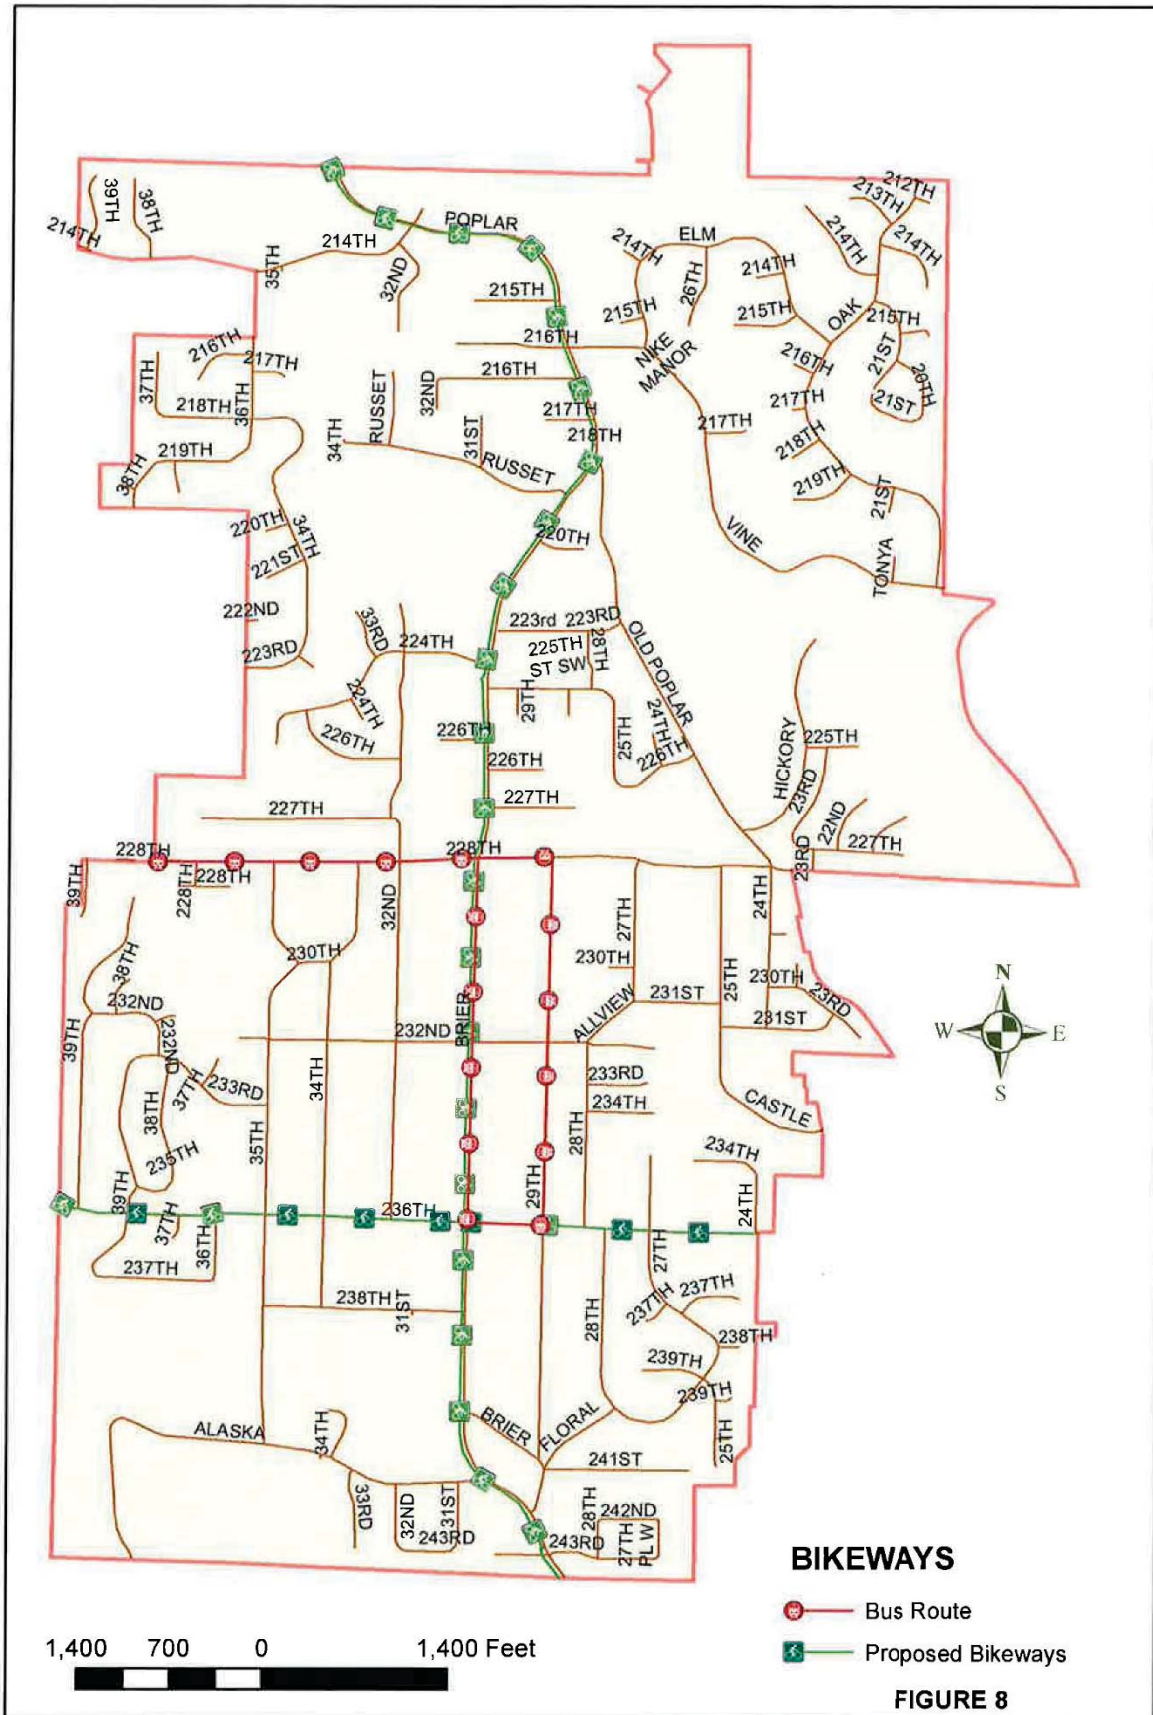 39TH
38TH
214TH
POPLAR
214TH
35TH
32ND
215TH
216TH
216TH
32ND
217TH
218TH
212TH
213TH
214TH
214TH
ELM
214TH
26TH
214TH
215TH
215TH
OAK
215TH
21ST
20TH
21ST
NIKE
MANOR
216TH
217TH
217TH
218TH
219TH
21ST
VINE
TONYA
216TH
217TH
37TH
218TH
36TH
219TH
38TH
RUSSET
34TH
31ST
RUSSET
220TH
34TH
221ST
222ND
223RD
220TH
33RD
224TH
224TH
226TH
223rd
223RD
225TH
ST SW
28TH
29TH
OLD POPLAR
24TH
226TH
25TH
226TH
226TH
227TH
227TH
HICKORY
225TH
23RD
22ND
227TH
23RD
228TH
228TH
228TH
228TH
39TH
32ND
230TH
38TH
232ND
232ND
39TH
37TH
233RD
38TH
235TH
34TH
35TH
232ND
BRIER
27TH
230TH
ALLVIEW
231ST
25TH
24TH
230TH
23RD
231ST
233RD
234TH
28TH
CASTLE
234TH
24TH
29TH
39TH
37TH
36TH
237TH
236TH
27TH
237TH
237TH
238TH
31ST
28TH
238TH
239TH
239TH
25TH
BRIER
FLORAL
241ST
ALASKA
34TH
33RD
32ND
31ST
243RD
28TH
242ND
243RD
27TH
PL W
N
W
E
S
BIKEWAYS
Bus Route
Proposed Bikeways
FIGURE 8
1,400 700 0 1,400 Feet